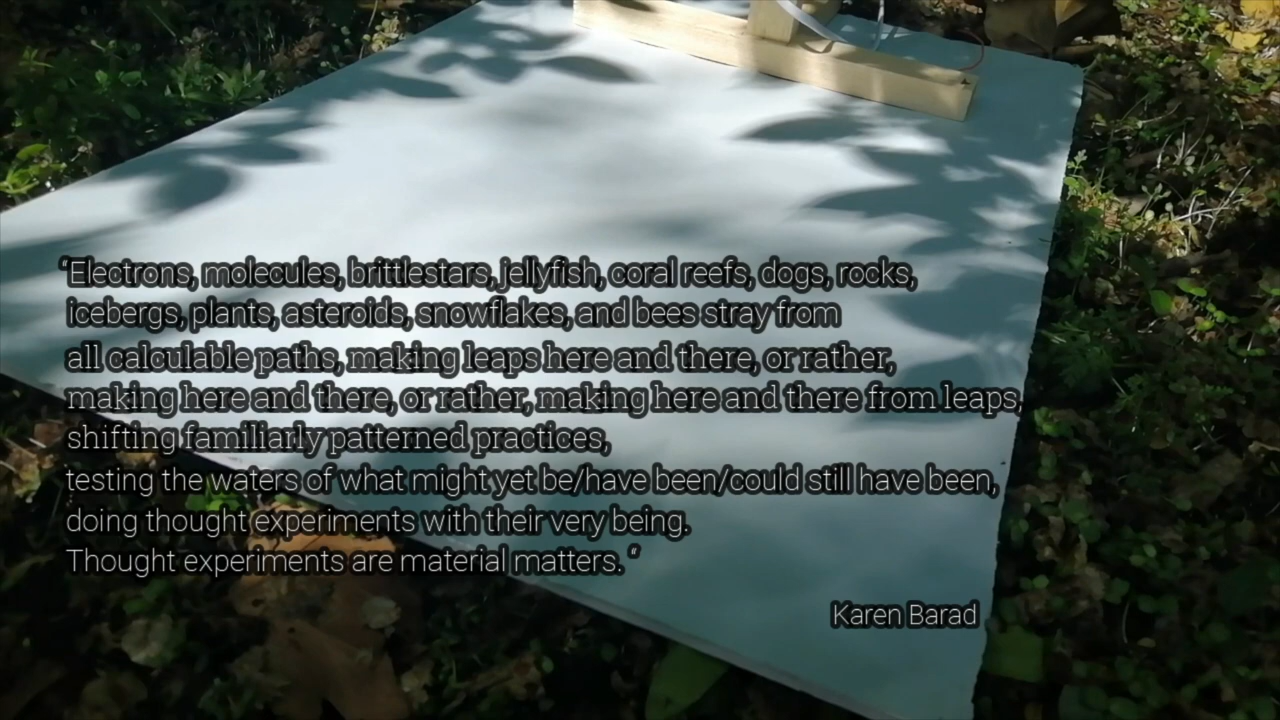 “Electrons, molecules, brittlestars, jellyfish, coral reefs, dogs, rocks,
icebergs, plants, asteroids, snowflakes, and bees stray from
all calculable paths, making leaps here and there, or rather,
making here and there, or rather, making here and there from leaps,
shifting familiarly patterned practices,
testing the waters of what might yet be/have been/could still have been,
doing thought experiments with their very being.
Thought experiments are material matters. “
Karen Barad